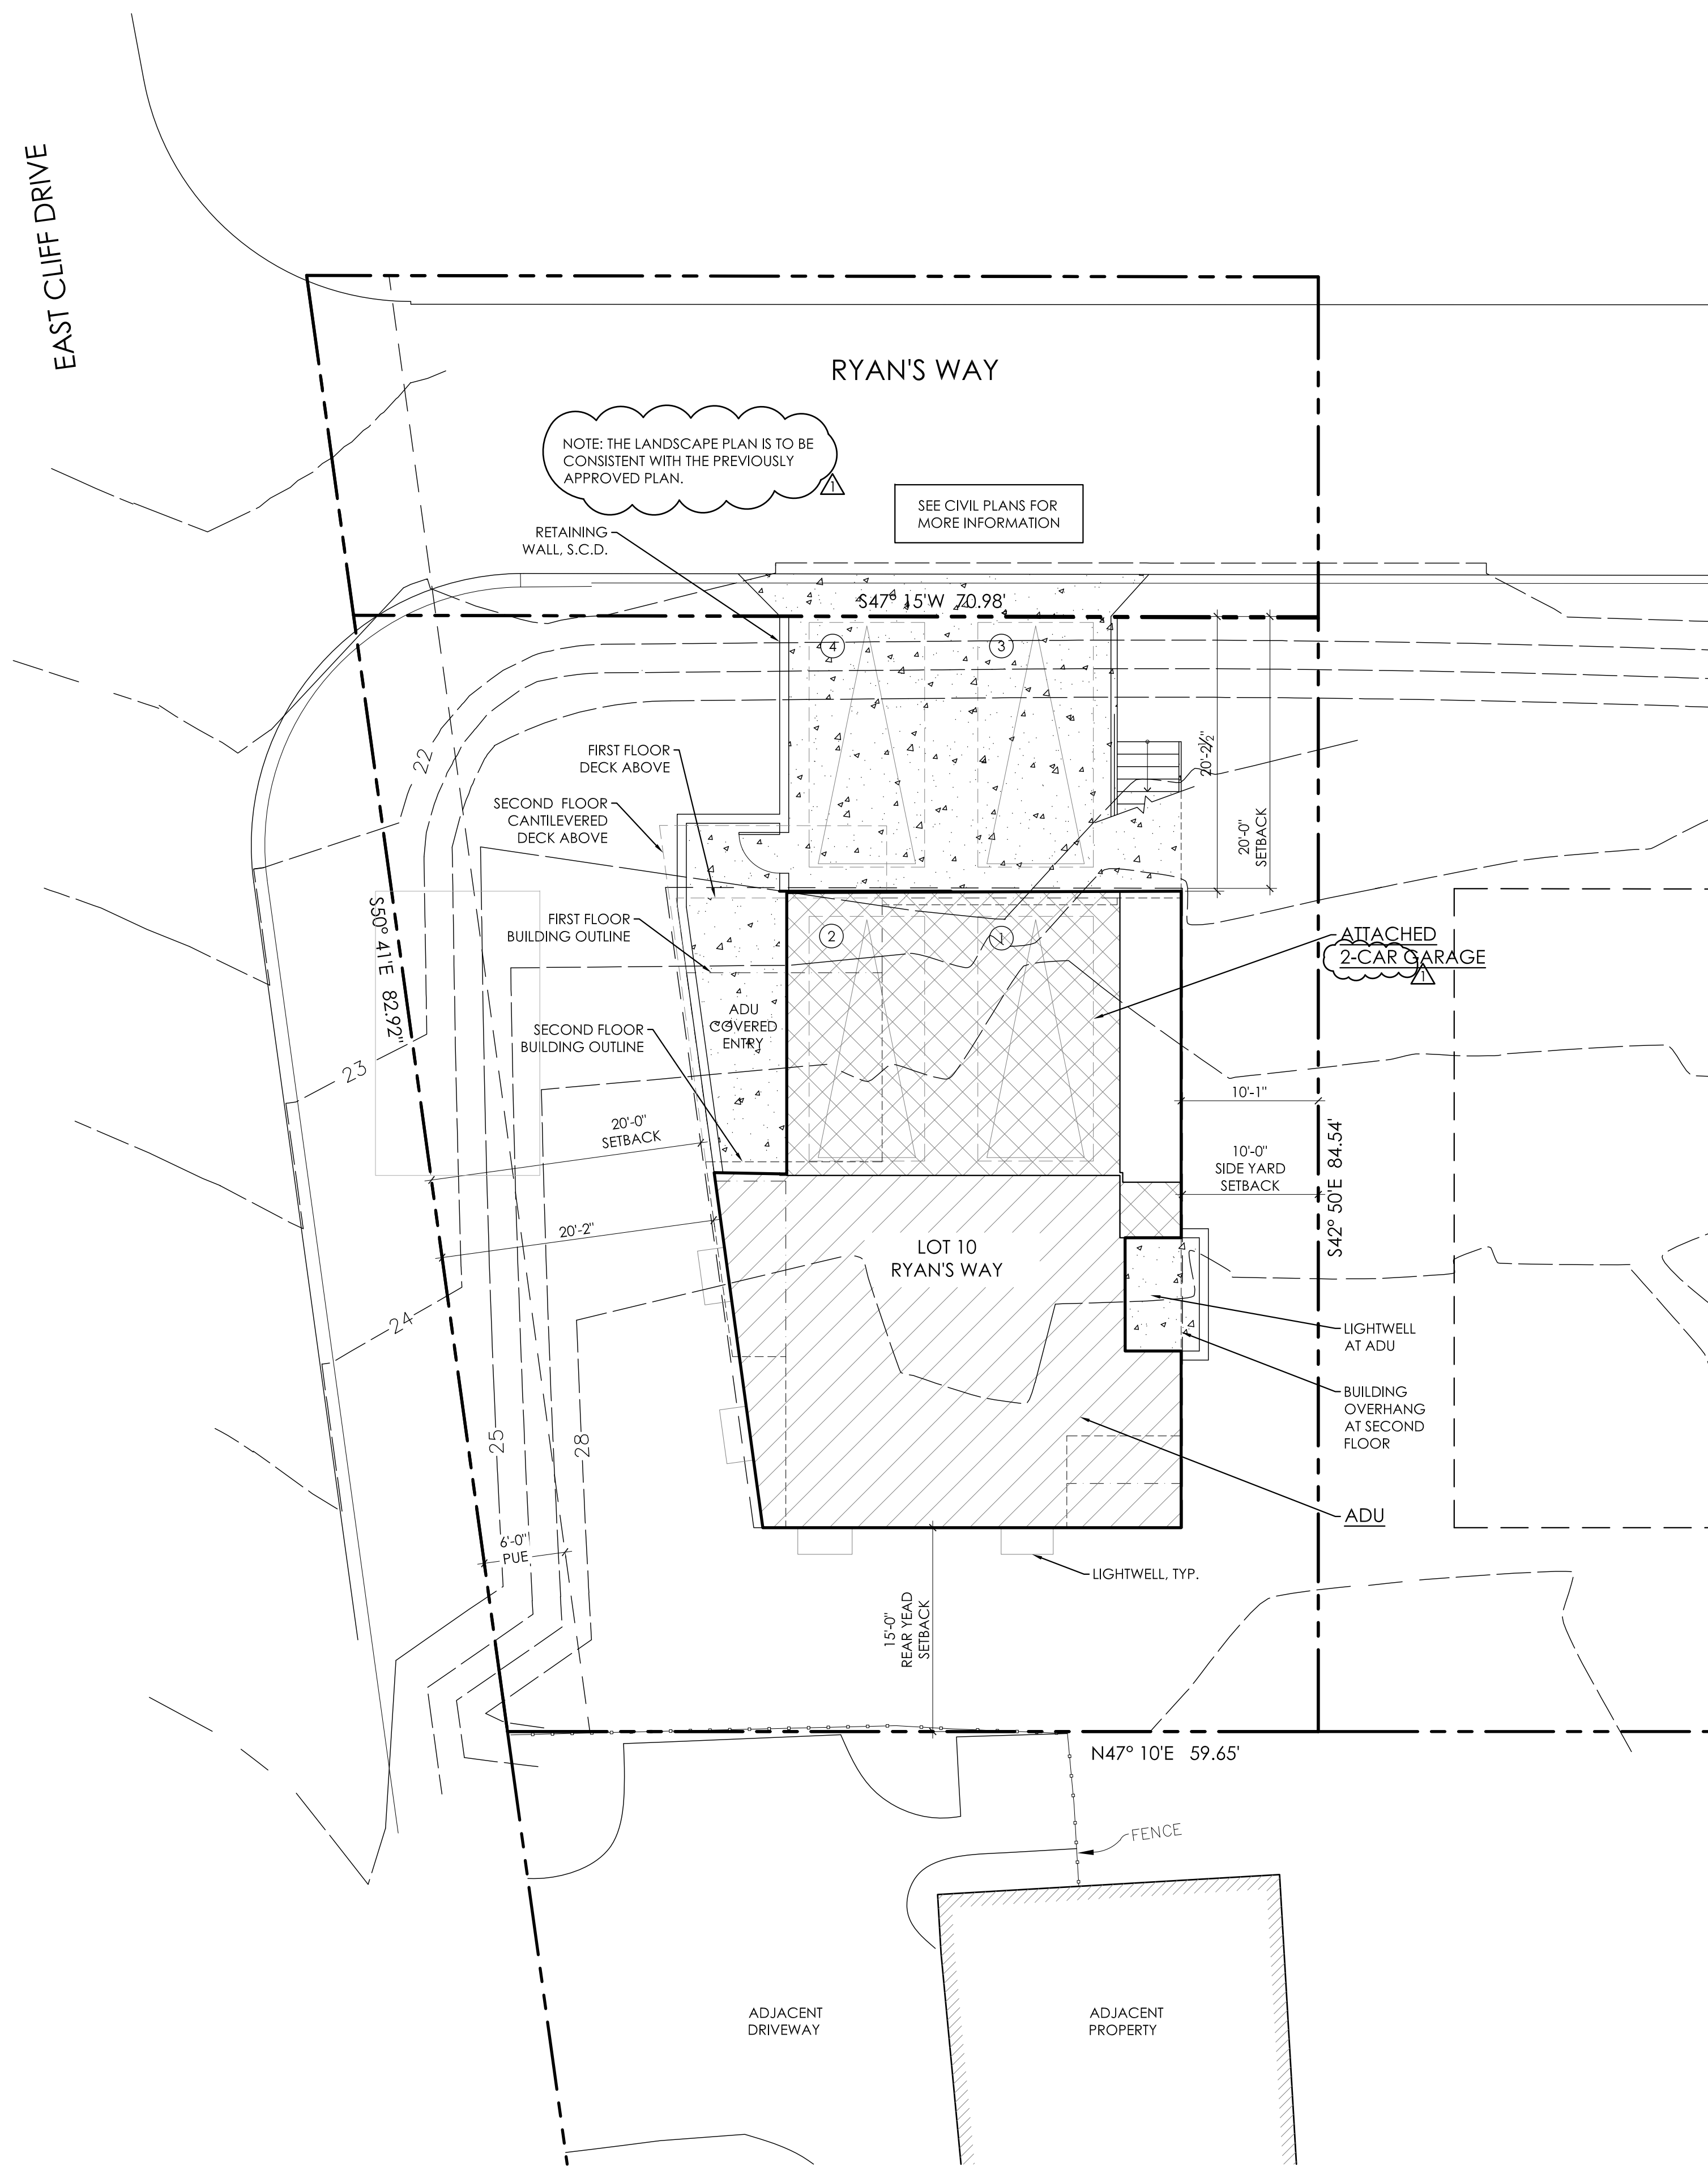 EAST CLIFF DRIVE
RYAN'S WAY
NOTE: THE LANDSCAPE PLAN IS TO BE
CONSISTENT WITH THE PREVIOUSLY
APPROVED PLAN.
1
SEE CIVIL PLANS FOR
MORE INFORMATION
RETAINING
WALL, S.C.D.
S47° 15'W 70.98'
4
3
22
20'-2½"
20'-0"
SETBACK
FIRST FLOOR
DECK ABOVE
SECOND FLOOR
CANTILEVERED
DECK ABOVE
S50° 41'E 82.92"
FIRST FLOOR
BUILDING OUTLINE
2
1
ATTACHED
2-CAR GARAGE
1
ADU
COVERED
ENTRY
SECOND FLOOR
BUILDING OUTLINE
23
20'-0"
SETBACK
10'-1"
10'-0"
SIDE YARD
SETBACK
S42° 50'E 84.54'
20'-2"
LOT 10
RYAN'S WAY
24
LIGHTWELL
AT ADU
BUILDING
OVERHANG
AT SECOND
FLOOR
25
28
ADU
6'-0"
PUE
LIGHTWELL, TYP.
15'-0"
REAR YEAD
SETBACK
N47° 10'E 59.65'
FENCE
ADJACENT
DRIVEWAY
ADJACENT
PROPERTY